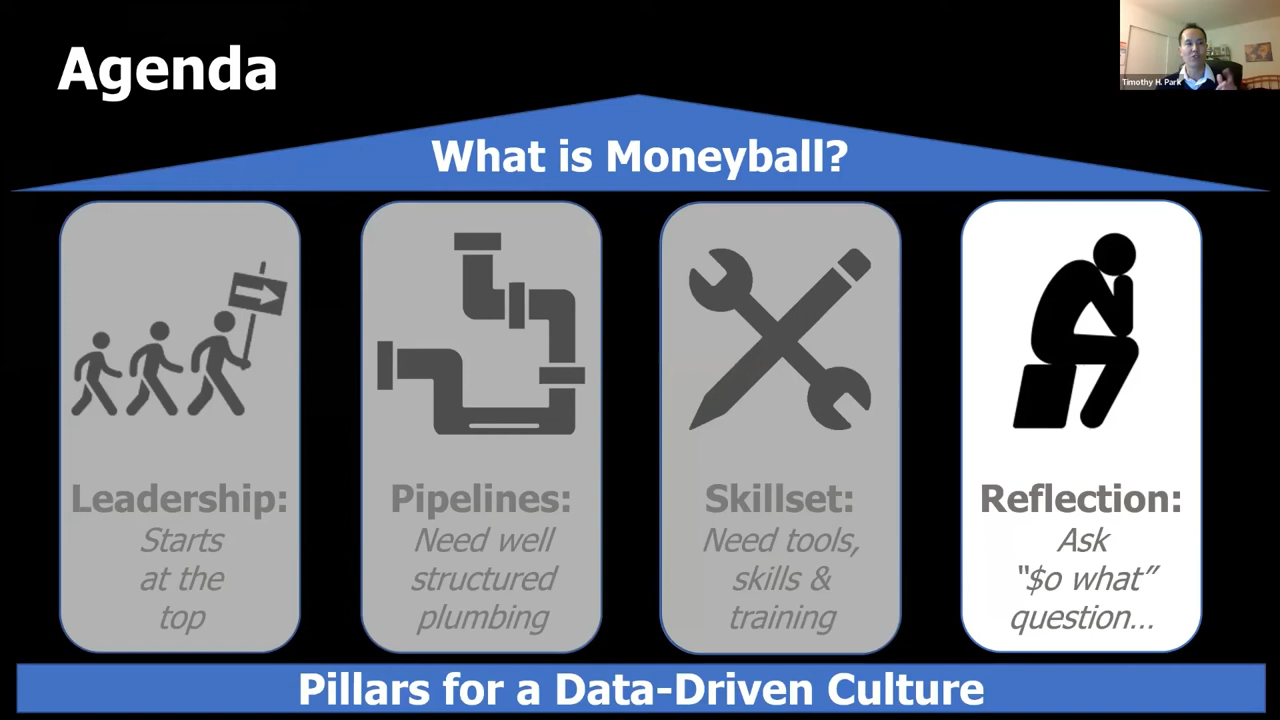 Agenda
Timothy H. Park
What is Moneyball?
Leadership:
Starts
at the
top
Pipelines:
Need well
structured
plumbing
Skillset:
Need tools,
skills &
training
Reflection:
Ask
“$o what”
question…
Pillars for a Data-Driven Culture